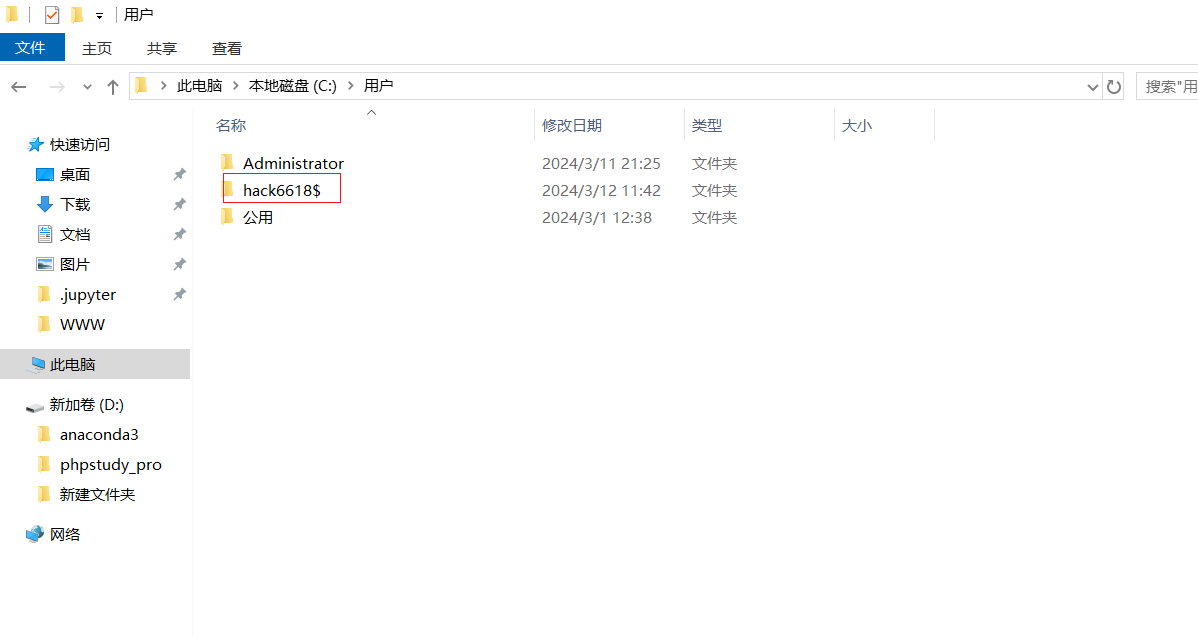 用户
文件 主页 共享 查看
此电脑 本地磁盘 (C:) 用户 搜索"用
名称 修改日期 类型 大小
快速访问
桌面
下载
文档
图片
.jupyter
WWW
此电脑
新加卷 (D:)
anaconda3
phpstudy_pro
新建文件夹
网络
Administrator 2024/3/11 21:25 文件夹
hack6618$ 2024/3/12 11:42 文件夹
公用 2024/3/1 12:38 文件夹